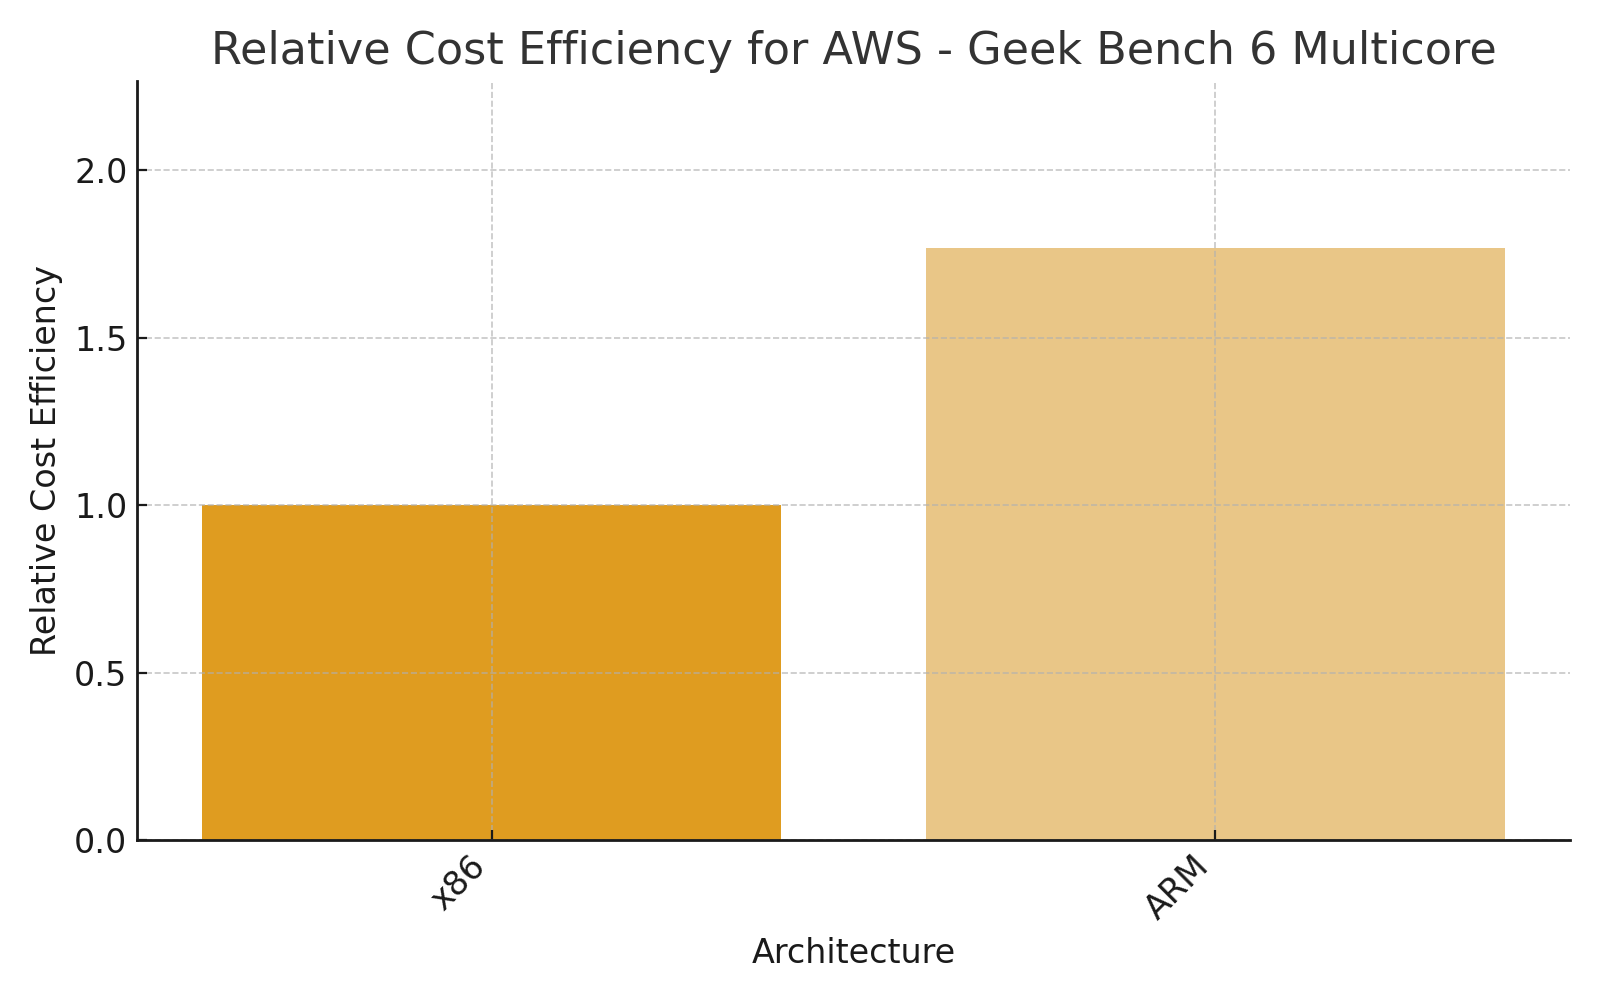 Relative Cost Efficiency for AWS - Geek Bench 6 Multicore
Relative Cost Efficiency
2.0
1.5
1.0
0.5
0.0
x86
ARM
Architecture